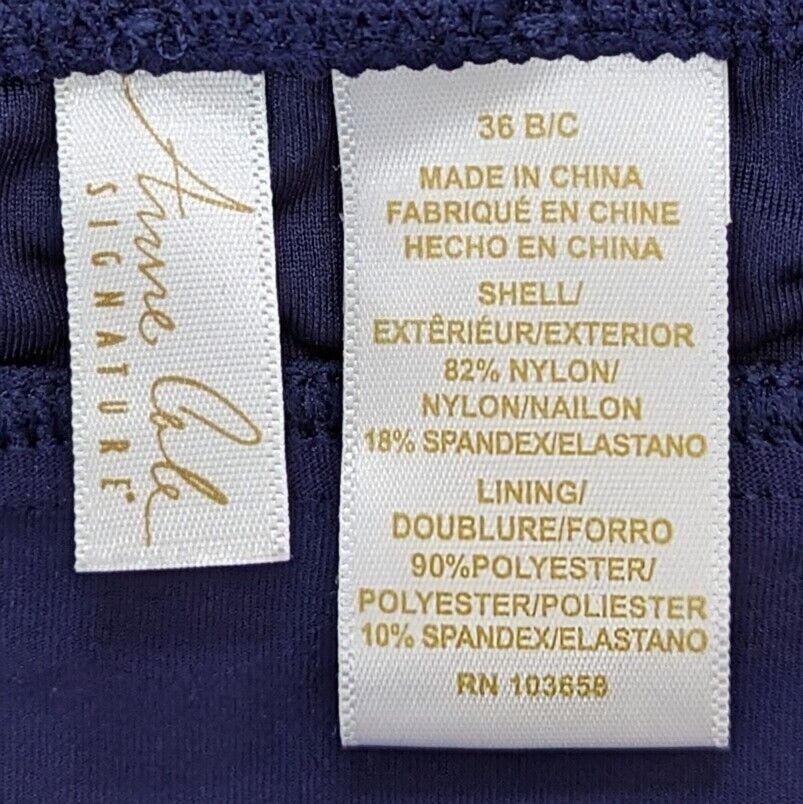 Anne Cole
SIGNATURE®
36 B/C
MADE IN CHINA
FABRIQUÉ EN CHINE
HECHO EN CHINA
SHELL/
EXTÊRIÉUR/EXTERIOR
82% NYLON/
NYLON/NAILON
18% SPANDEX/ELASTANO
LINING/
DOUBLURE/FORRO
90%POLYESTER/
POLYESTER/POLIESTER
10% SPANDEX/ELASTANO
RN 103658